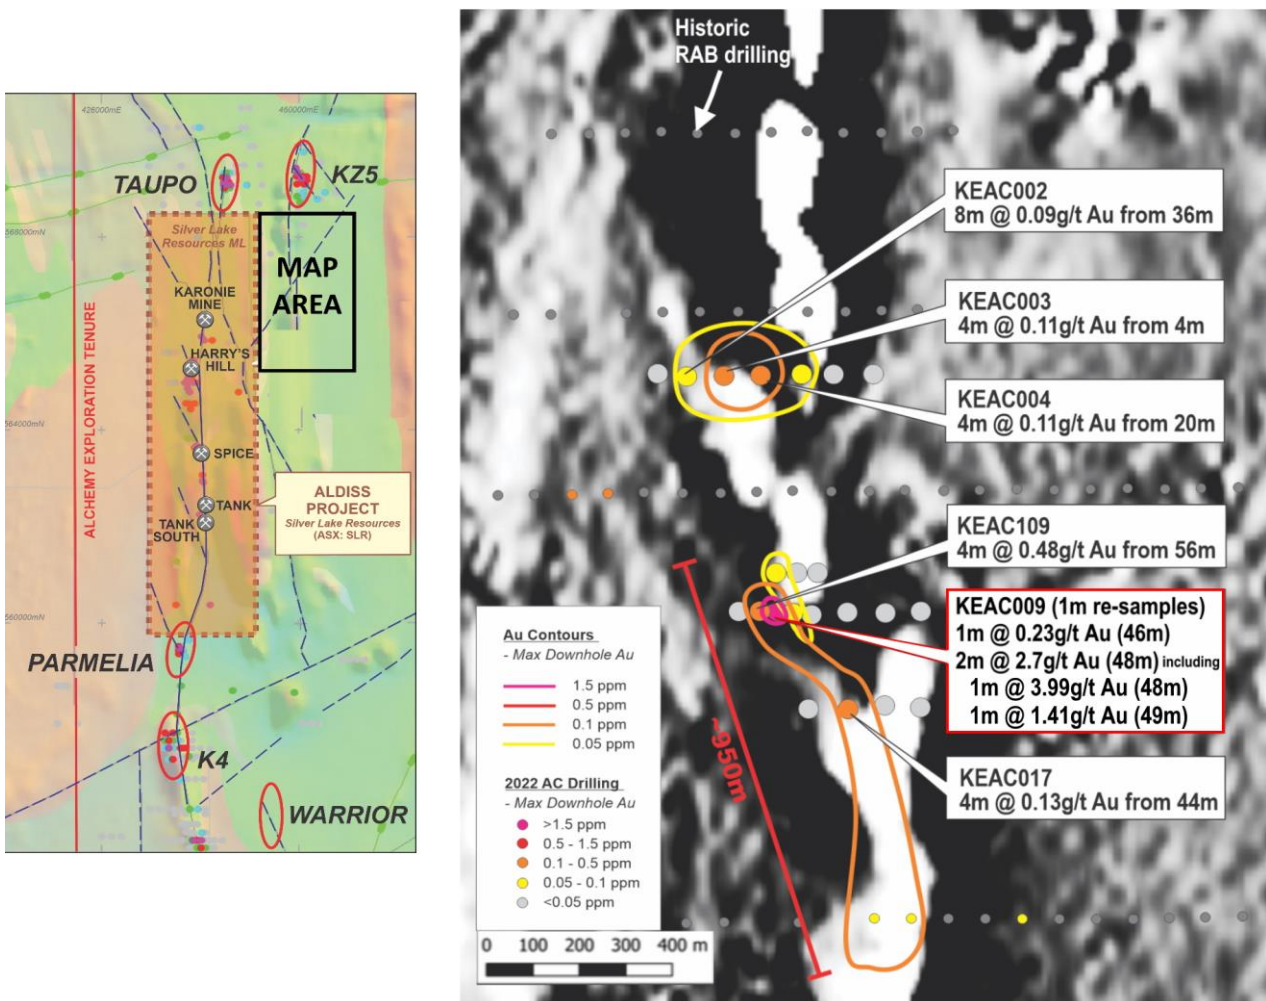 426000mE
460000mE
TAUPO
KZ5
568000mN
Silver Lake
Resources ML
MAP
AREA
KARONIE
MINE
HARRY'S
HILL
564000mN
SPICE
ALCHEMY EXPLORATION TENURE
TANK
TANK
SOUTH
ALDISS
PROJECT
Silver Lake Resources
(ASX: SLR)
560000mN
PARMELIA
K4
WARRIOR
Historic
RAB drilling
KEAC002
8m @ 0.09g/t Au from 36m
KEAC003
4m @ 0.11g/t Au from 4m
KEAC004
4m @ 0.11g/t Au from 20m
KEAC109
4m @ 0.48g/t Au from 56m
KEAC009 (1m re-samples)
1m @ 0.23g/t Au (46m)
2m @ 2.7g/t Au (48m) including
1m @ 3.99g/t Au (48m)
1m @ 1.41g/t Au (49m)
KEAC017
4m @ 0.13g/t Au from 44m
~950m
Au Contours
- Max Downhole Au
1.5 ppm
0.5 ppm
0.1 ppm
0.05 ppm
2022 AC Drilling
- Max Downhole Au
>1.5 ppm
0.5 - 1.5 ppm
0.1 - 0.5 ppm
0.05 - 0.1 ppm
<0.05 ppm
0 100 200 300 400 m